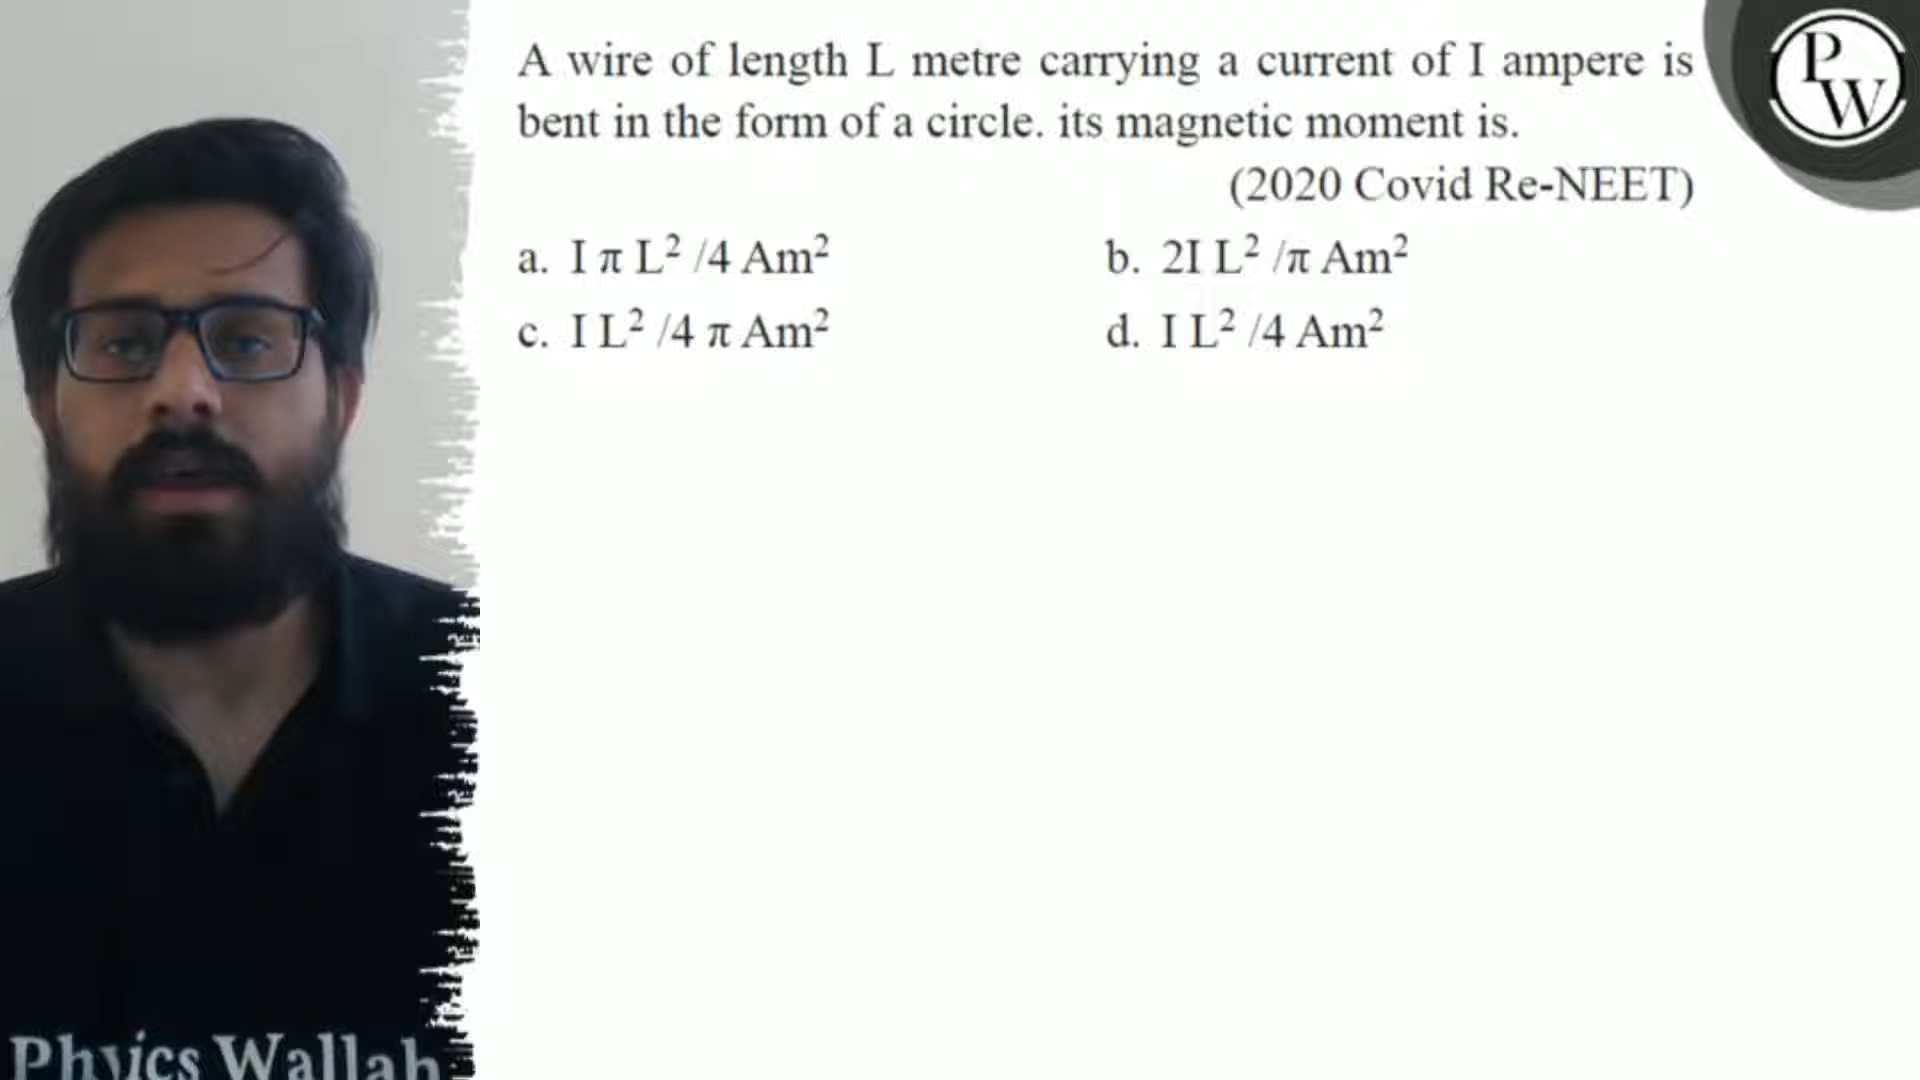 A wire of length L metre carrying a current of I ampere is
bent in the form of a circle. its magnetic moment is.
(2020 Covid Re-NEET)
a. I π L² /4 Am²
b. 2I L² /π Am²
c. I L² /4 π Am²
d. I L² /4 Am²
PW
Phyics Wallah